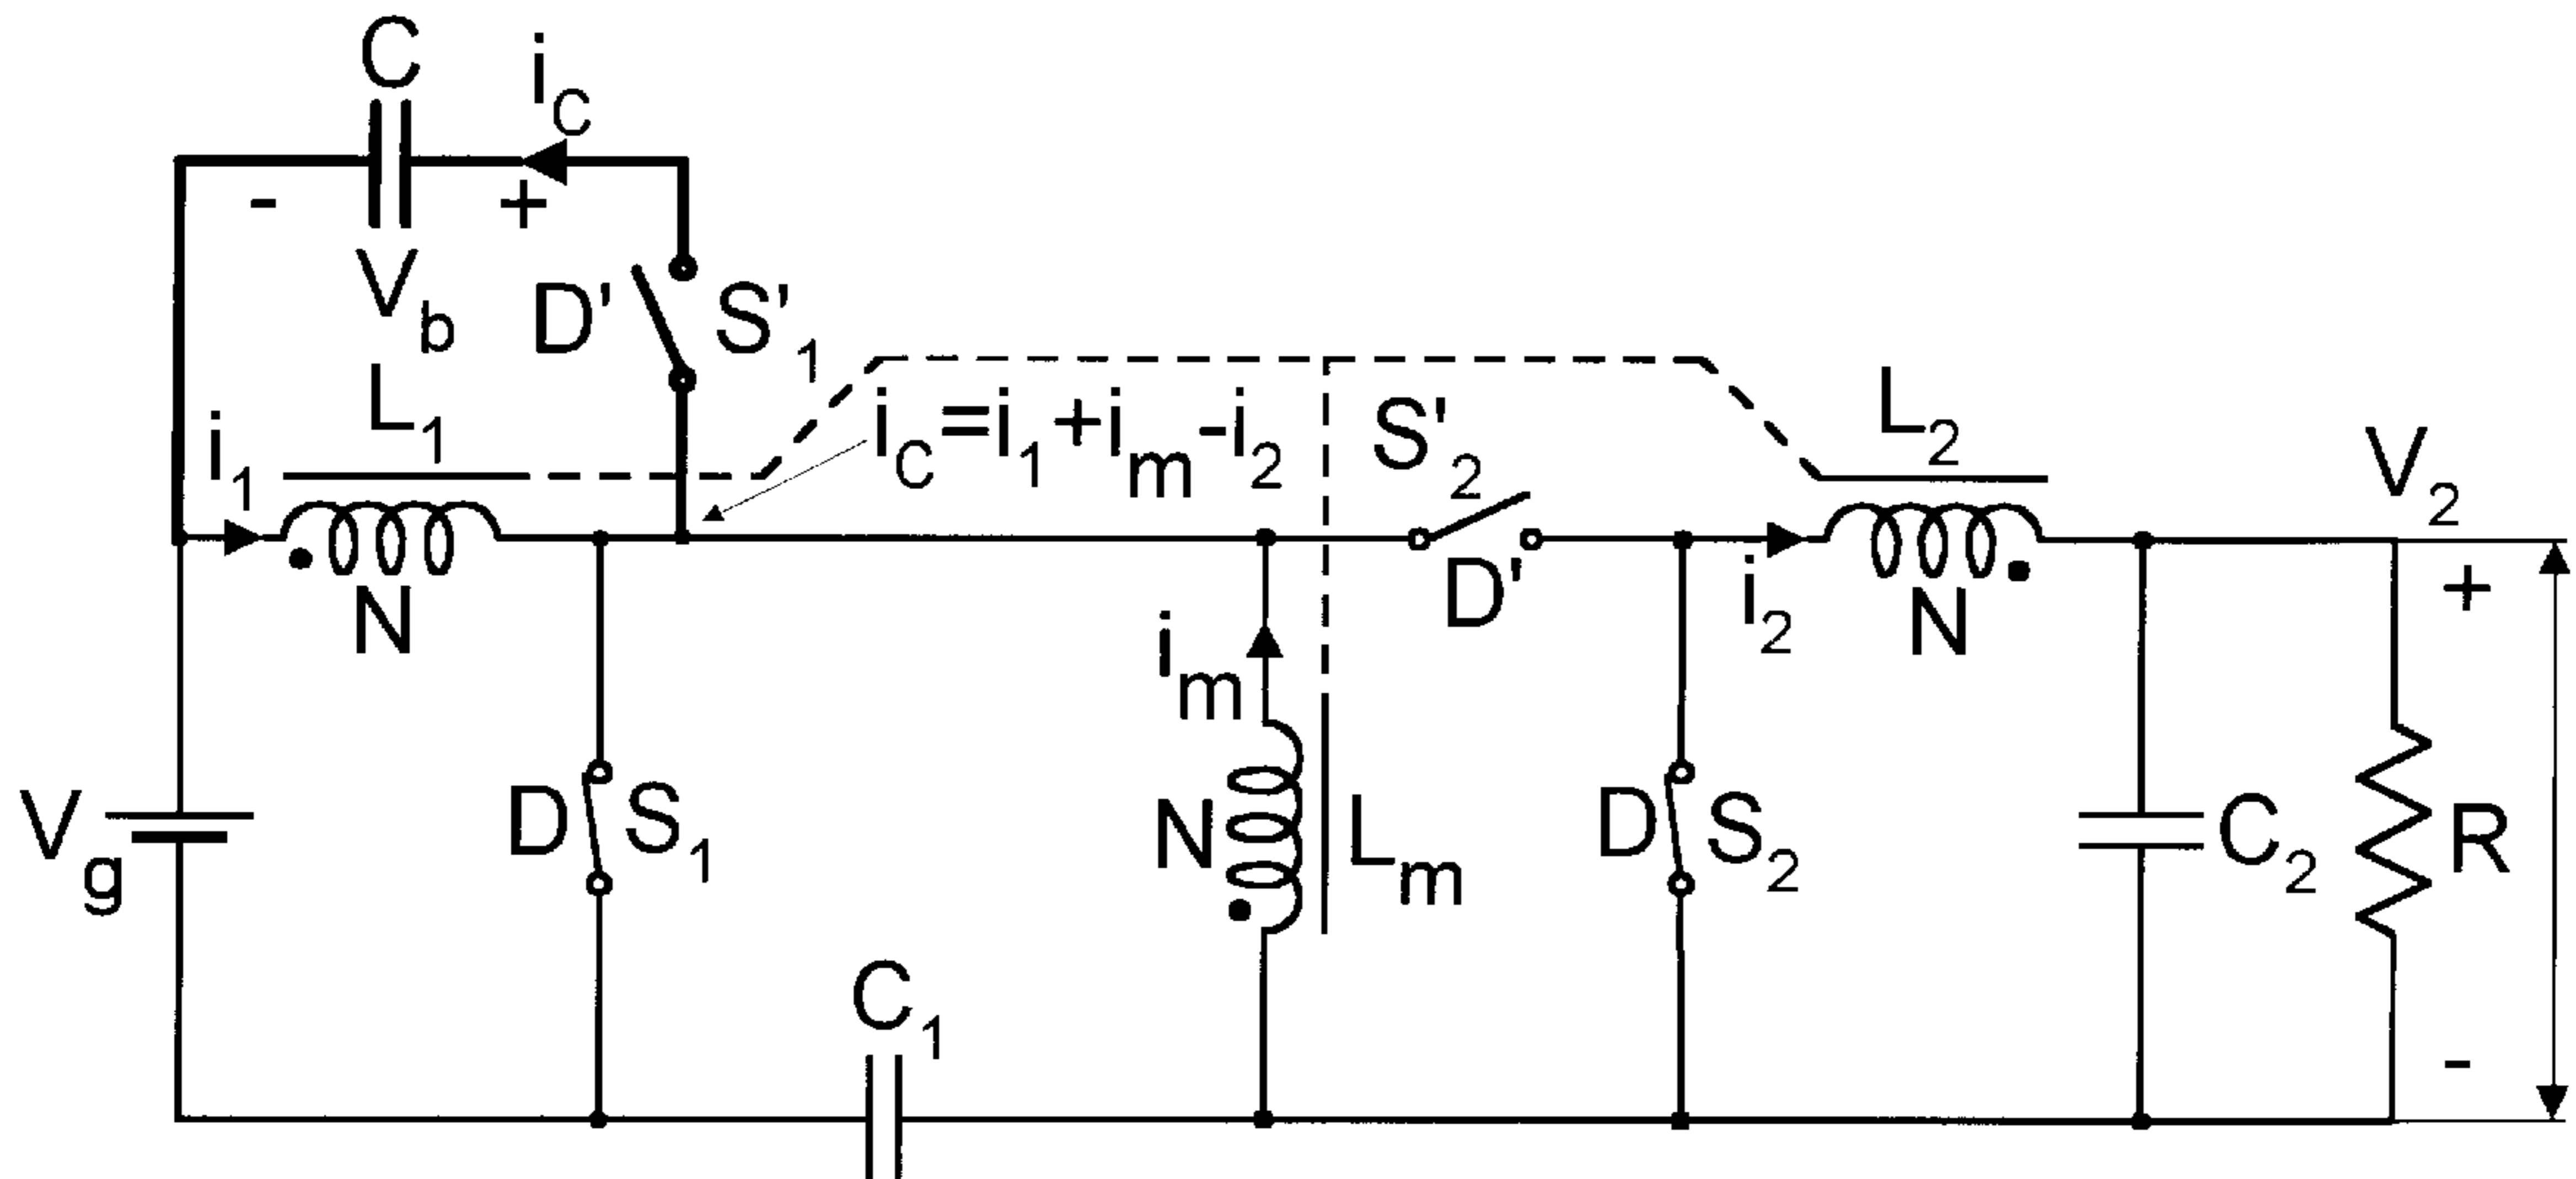 C
i_C
- +
V_b
D' S'_1
L_1
i_1
i_C=i_1+i_m-i_2
S'_2
L_2
V_2
N
D'
i_2
N
+
i_m
V_g
D S_1
N
L_m
D S_2
C_2
R
C_1
-